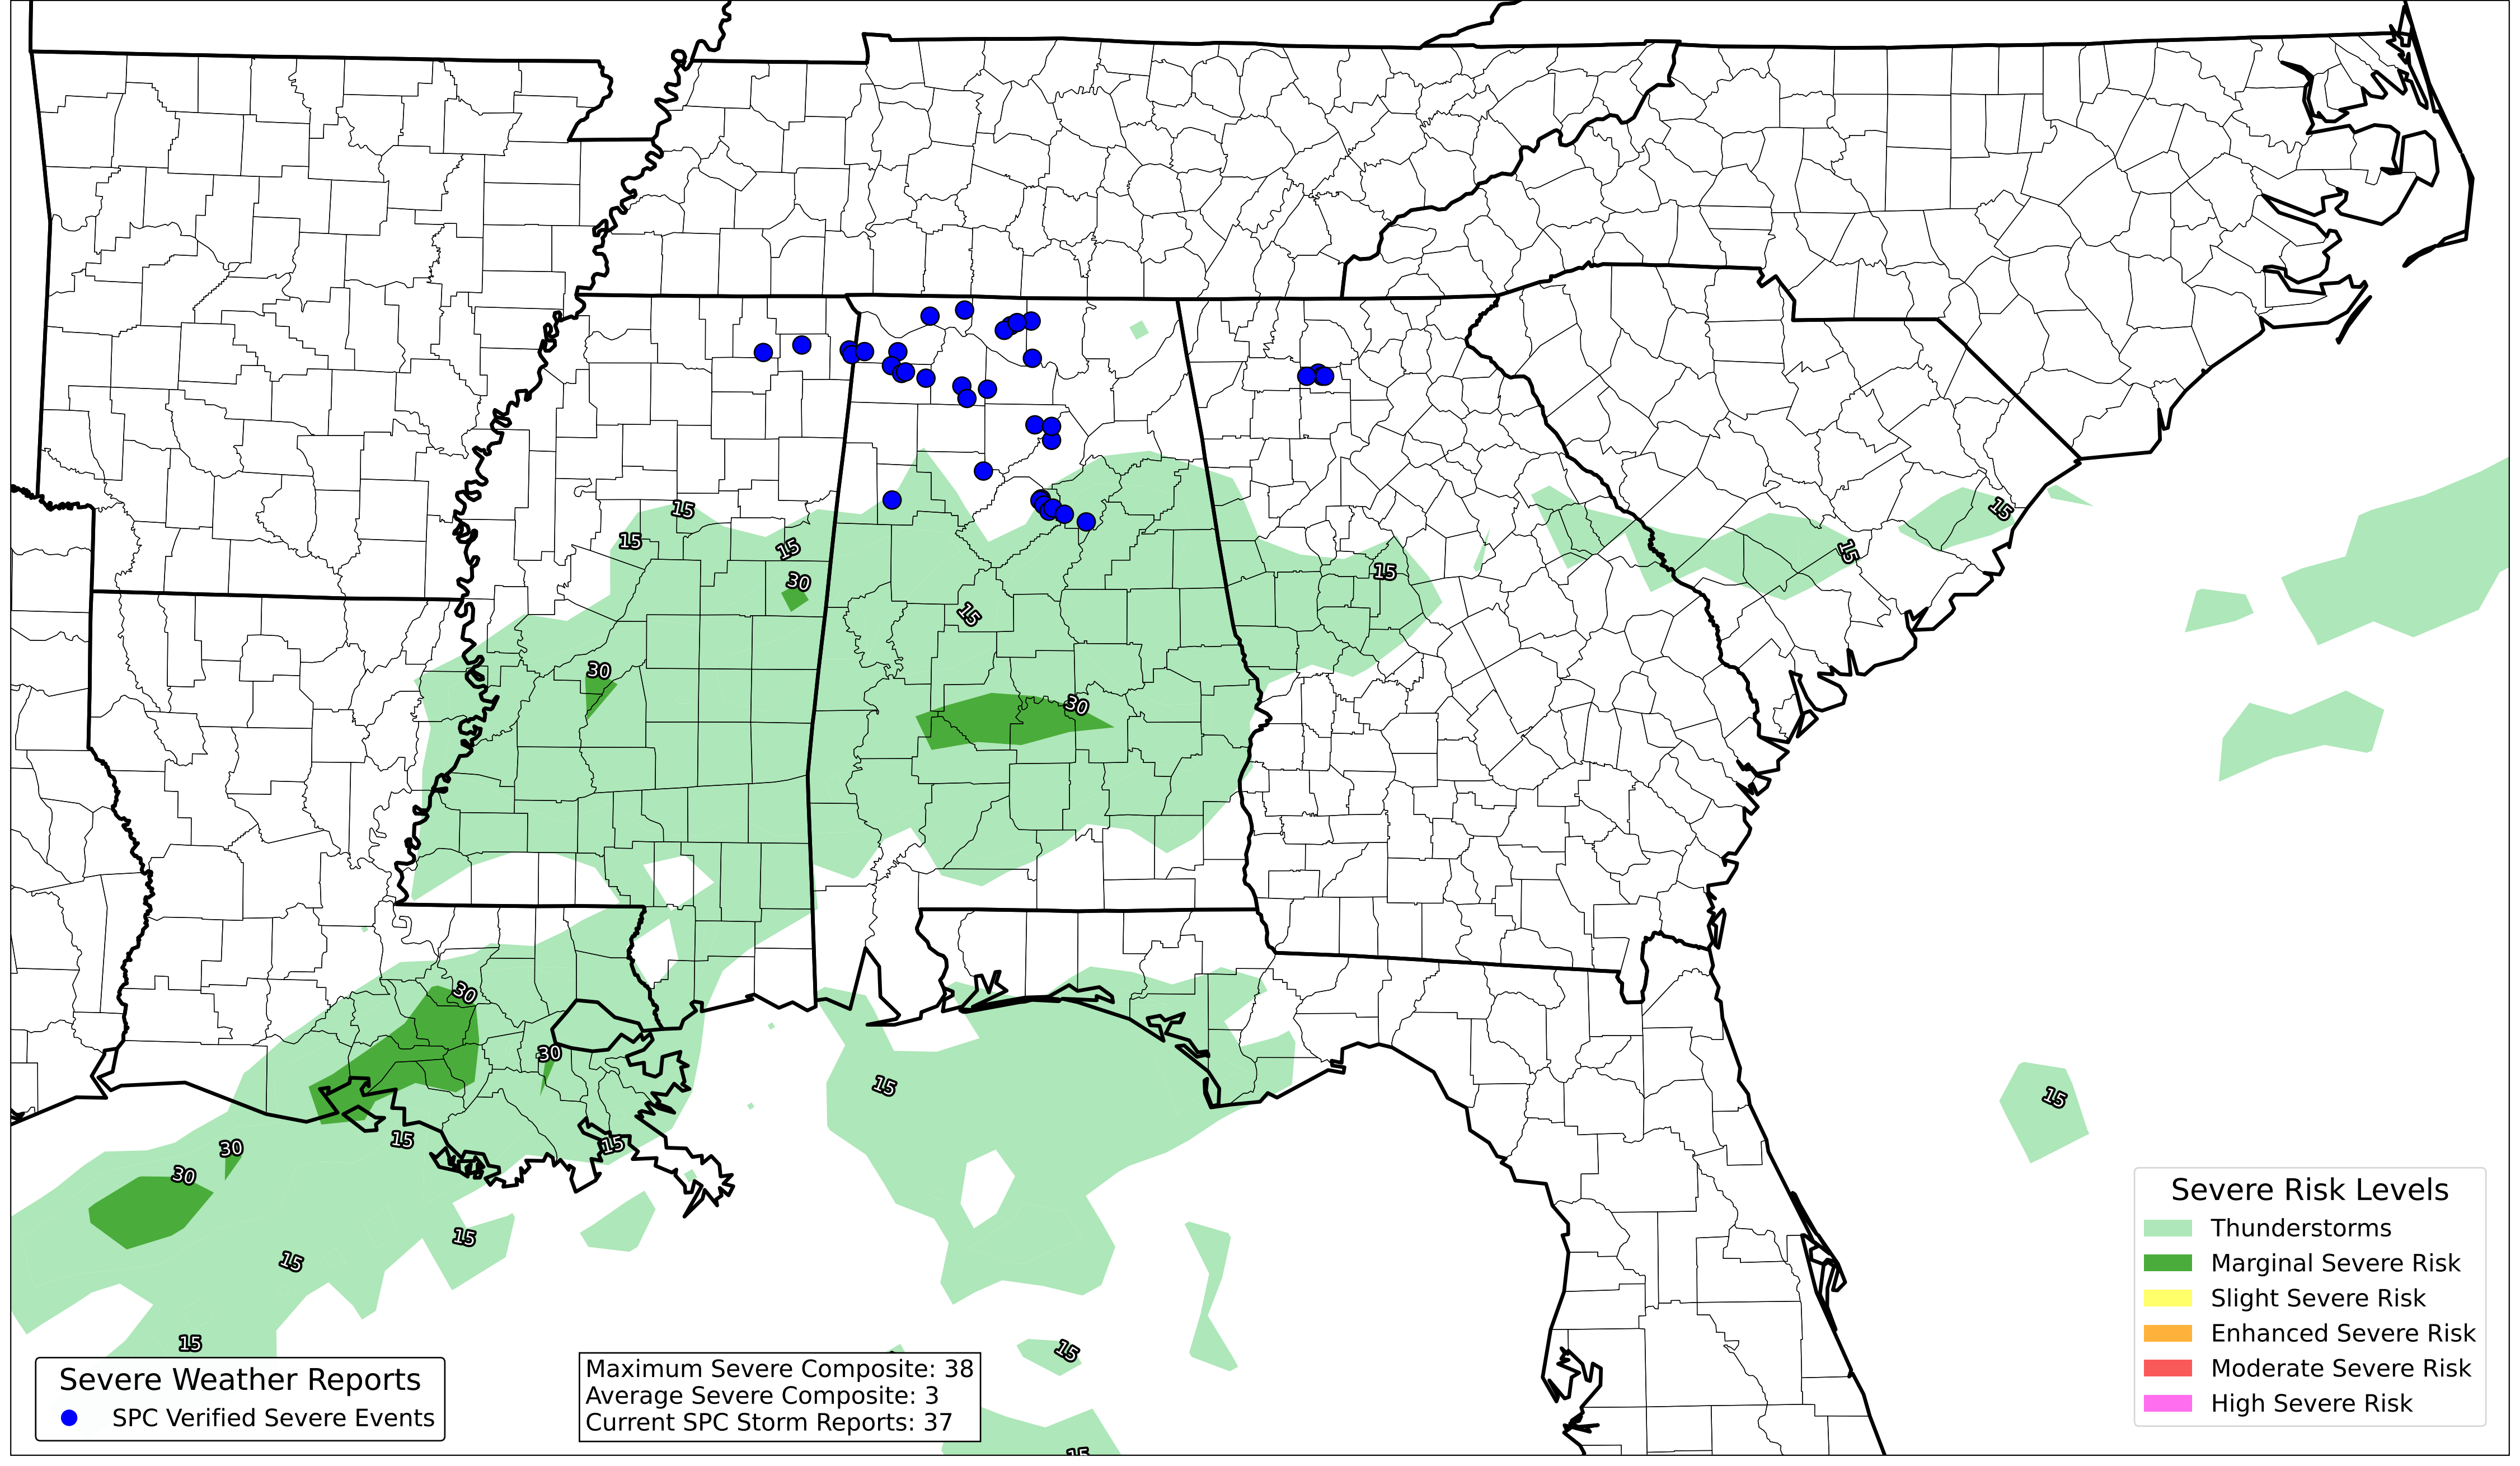 15
15
15
15
30
15
15
15
15
30
30
30
30
15
15
15
30
15
30
15
15
15
15
15
15
Severe Risk Levels
Thunderstorms
Marginal Severe Risk
Slight Severe Risk
Enhanced Severe Risk
Moderate Severe Risk
High Severe Risk
Severe Weather Reports
SPC Verified Severe Events
Maximum Severe Composite: 38
Average Severe Composite: 3
Current SPC Storm Reports: 37